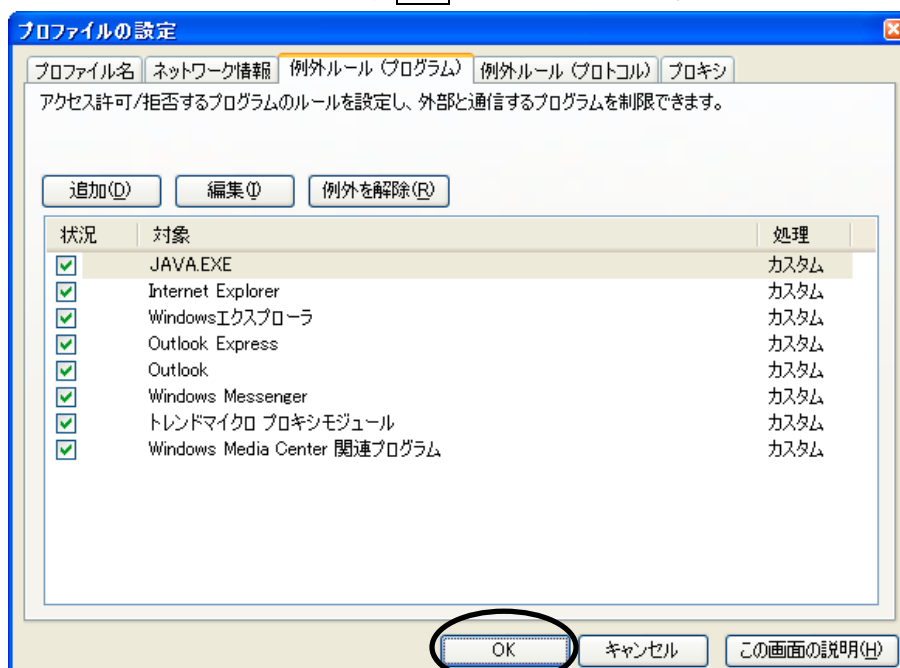 プロファイルの設定
プロファイル名 ネットワーク情報 例外ルール (プログラム) 例外ルール (プロトコル) プロキシ
アクセス許可/拒否するプログラムのルールを設定し、外部と通信するプログラムを制限できます。
追加(D) 編集(I) 例外を解除(R)
状況 対象 処理
JAVA.EXE カスタム
Internet Explorer カスタム
Windowsエクスプローラ カスタム
Outlook Express カスタム
Outlook カスタム
Windows Messenger カスタム
トレンドマイクロ プロキシモジュール カスタム
Windows Media Center 関連プログラム カスタム
OK キャンセル この画面の説明(H)